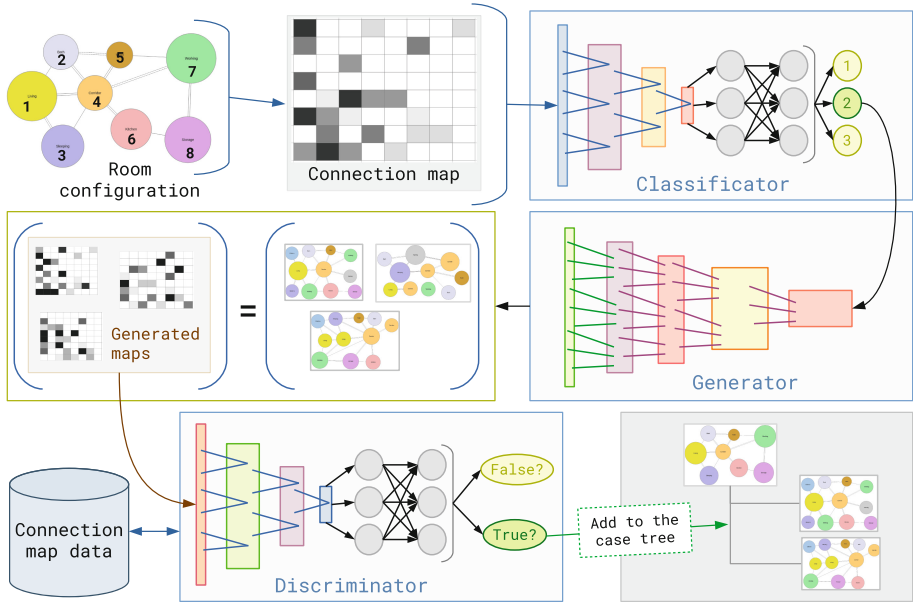 2
5
7
1
4
3
6
8
Room
configuration
Connection map
1
2
3
Classificator
Generated
maps
=
Generator
Connection
map data
False?
True?
Discriminator
Add to the
case tree